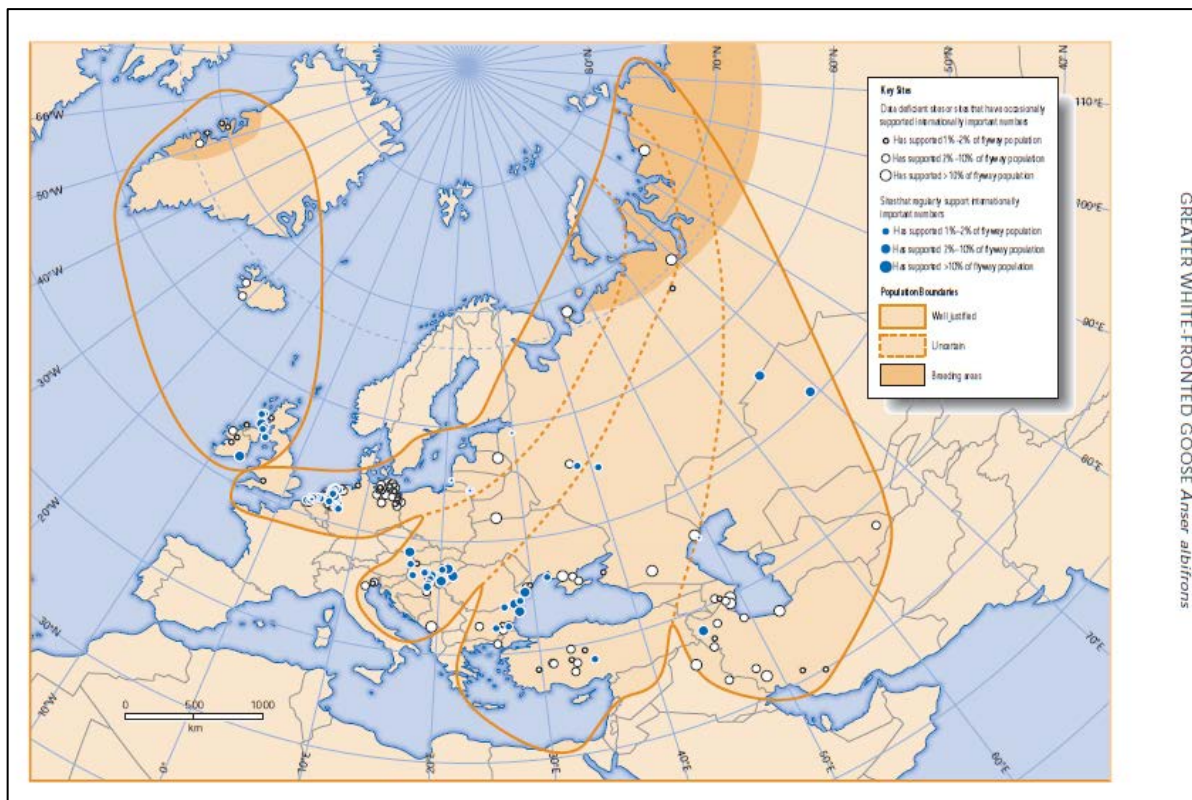 80°N
70°N
60°N
50°N
42°N
60°W
50°W
40°W
30°W
20°W
30°N
10°W
0°
10°E
20°E
30°E
40°E
50°E
60°E
70°E
80°E
90°E
100°E
110°E
Key Sites
Data deficient sites or sites that have occasionally
supported internationally important numbers
Has supported 1%–2% of flyway population
Has supported 2%–10% of flyway population
Has supported >10% of flyway population
Sites that regularly support internationally
important numbers
Has supported 1%–2% of flyway population
Has supported 2%–10% of flyway population
Has supported >10% of flyway population
Population Boundaries
Well justified
Uncertain
Breeding areas
0 500 1000
km
GREATER WHITE-FRONTED GOOSE Anser albifrons